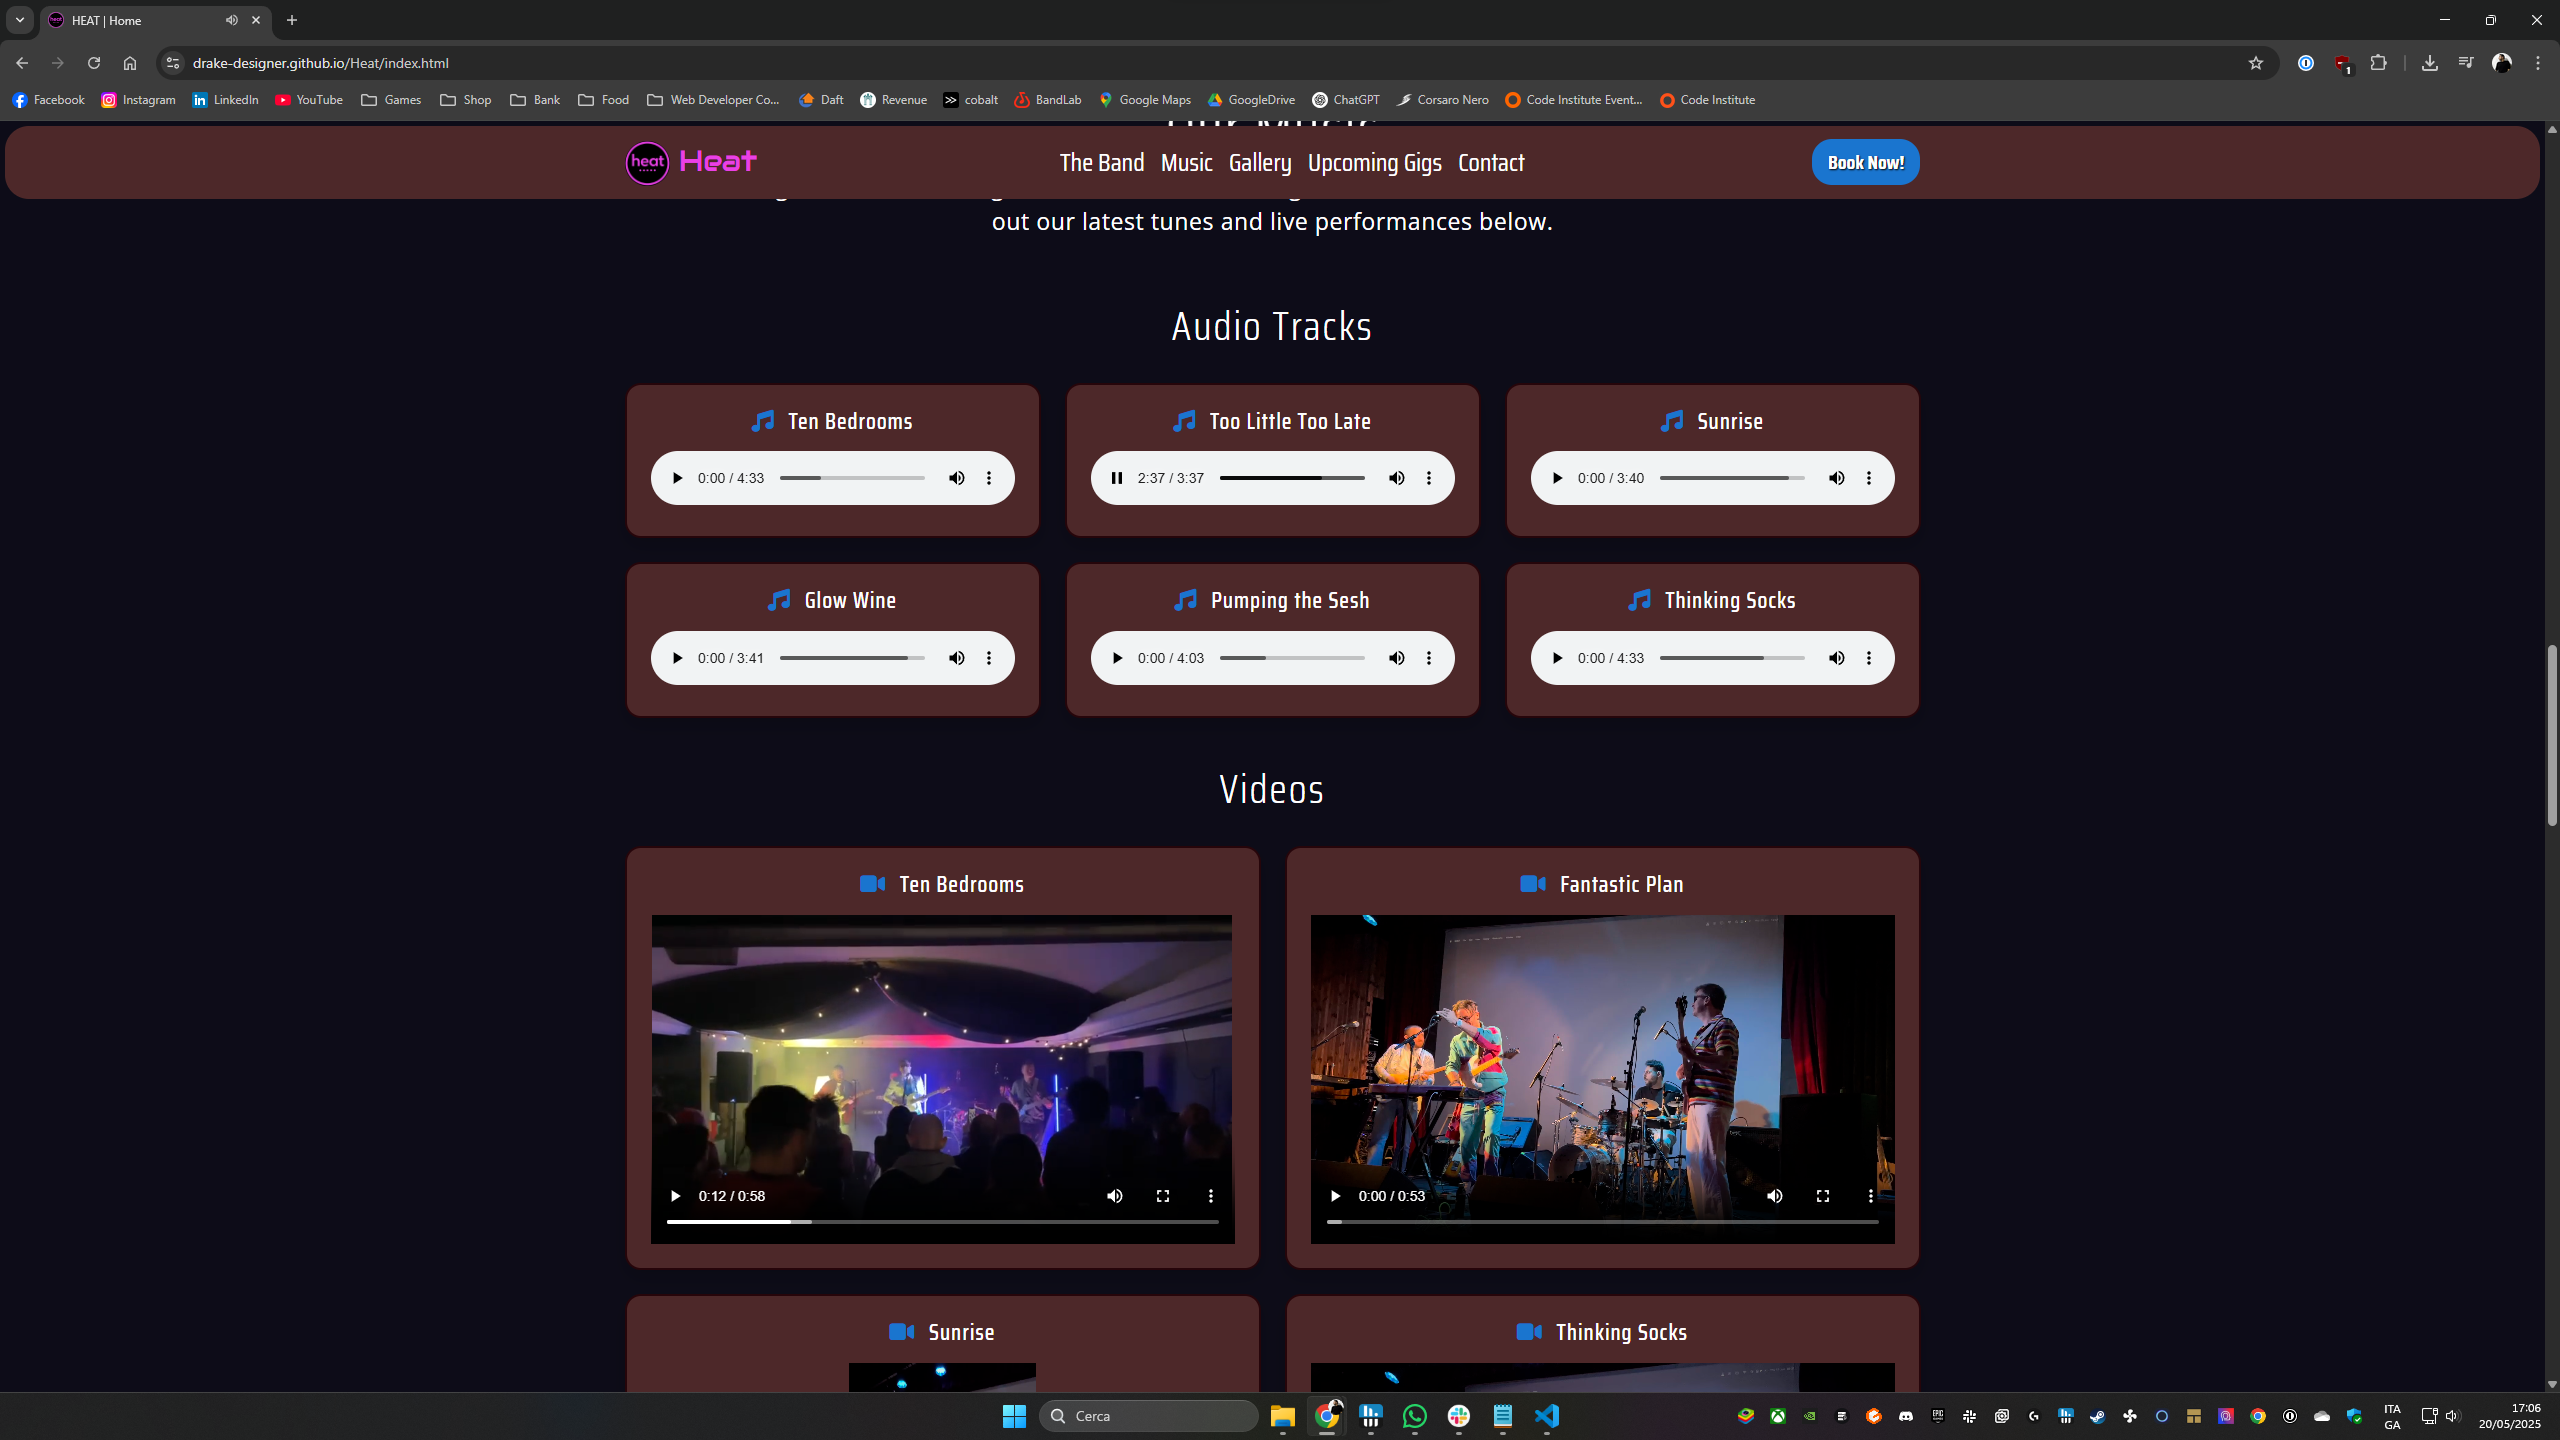 HEAT | Home
drake-designer.github.io/Heat/index.html
1
Facebook Instagram LinkedIn YouTube Games Shop Bank Food Web Developer Co... Daft Revenue cobalt BandLab Google Maps GoogleDrive ChatGPT Corsaro Nero Code Institute Event... Code Institute
heat Heat The Band Music Gallery Upcoming Gigs Contact Book Now!
out our latest tunes and live performances below.
Audio Tracks
Ten Bedrooms
0:00 / 4:33
Too Little Too Late
2:37 / 3:37
Sunrise
0:00 / 3:40
Glow Wine
0:00 / 3:41
Pumping the Sesh
0:00 / 4:03
Thinking Socks
0:00 / 4:33
Videos
Ten Bedrooms
0:12 / 0:58
Fantastic Plan
0:00 / 0:53
Sunrise
Thinking Socks
Cerca
ITA
GA
17:06
20/05/2025